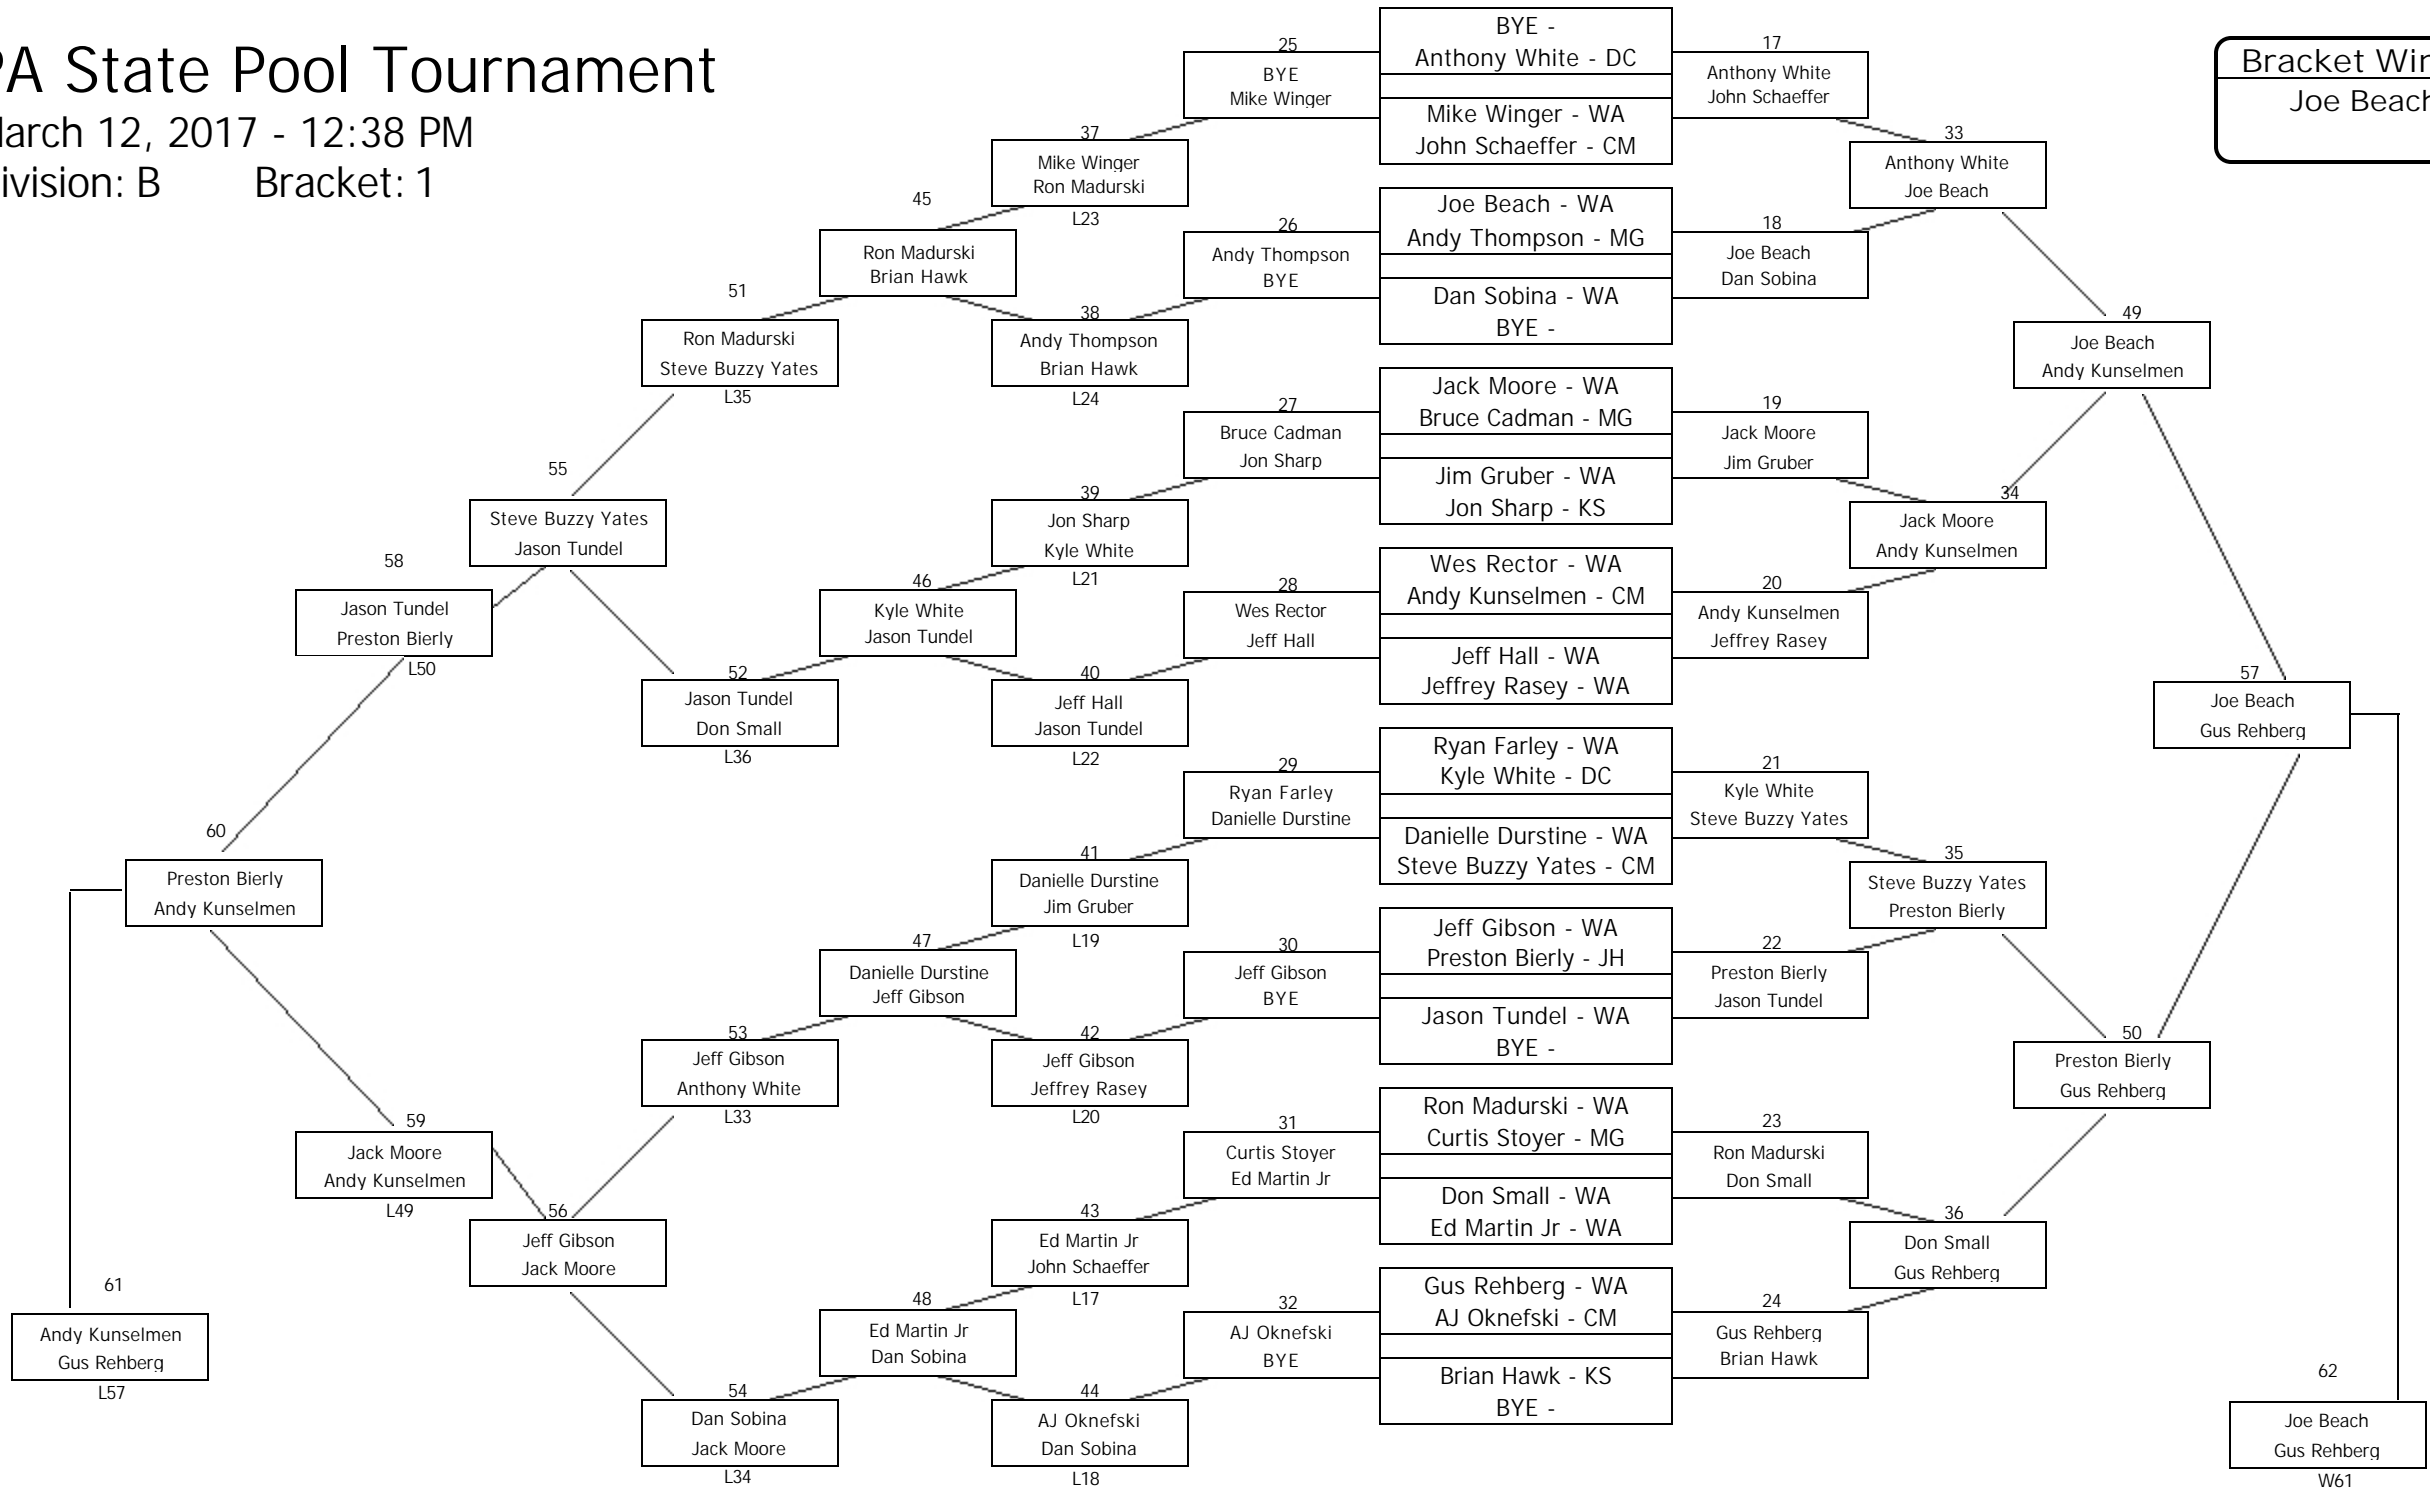 PA State Pool Tournament
March 12, 2017 - 12:38 PM
Division: B Bracket: 1
Bracket Win
Joe Beach
BYE -
Anthony White - DC
Mike Winger - WA
John Schaeffer - CM
Joe Beach - WA
Andy Thompson - MG
Dan Sobina - WA
BYE -
Jack Moore - WA
Bruce Cadman - MG
Jim Gruber - WA
Jon Sharp - KS
Wes Rector - WA
Andy Kunselmen - CM
Jeff Hall - WA
Jeffrey Rasey - WA
Ryan Farley - WA
Kyle White - DC
Danielle Durstine - WA
Steve Buzzy Yates - CM
Jeff Gibson - WA
Preston Bierly - JH
Jason Tundel - WA
BYE -
Ron Madurski - WA
Curtis Stoyer - MG
Don Small - WA
Ed Martin Jr - WA
Gus Rehberg - WA
AJ Oknefski - CM
Brian Hawk - KS
BYE -
17
Anthony White
John Schaeffer
18
Joe Beach
Dan Sobina
19
Jack Moore
Jim Gruber
20
Andy Kunselmen
Jeffrey Rasey
21
Kyle White
Steve Buzzy Yates
22
Preston Bierly
Jason Tundel
23
Ron Madurski
Don Small
24
Gus Rehberg
Brian Hawk
25
BYE
Mike Winger
26
Andy Thompson
BYE
27
Bruce Cadman
Jon Sharp
28
Wes Rector
Jeff Hall
29
Ryan Farley
Danielle Durstine
30
Jeff Gibson
BYE
31
Curtis Stoyer
Ed Martin Jr
32
AJ Oknefski
BYE
33
Anthony White
Joe Beach
34
Jack Moore
Andy Kunselmen
35
Steve Buzzy Yates
Preston Bierly
36
Don Small
Gus Rehberg
37
Mike Winger
Ron Madurski
L23
38
Andy Thompson
Brian Hawk
L24
39
Jon Sharp
Kyle White
L21
40
Jeff Hall
Jason Tundel
L22
41
Danielle Durstine
Jim Gruber
L19
42
Jeff Gibson
Jeffrey Rasey
L20
43
Ed Martin Jr
John Schaeffer
L17
44
AJ Oknefski
Dan Sobina
L18
45
Ron Madurski
Brian Hawk
46
Kyle White
Jason Tundel
47
Danielle Durstine
Jeff Gibson
48
Ed Martin Jr
Dan Sobina
49
Joe Beach
Andy Kunselmen
50
Preston Bierly
Gus Rehberg
51
Ron Madurski
Steve Buzzy Yates
L35
52
Jason Tundel
Don Small
L36
53
Jeff Gibson
Anthony White
L33
54
Dan Sobina
Jack Moore
L34
55
Steve Buzzy Yates
Jason Tundel
56
Jeff Gibson
Jack Moore
57
Joe Beach
Gus Rehberg
58
Jason Tundel
Preston Bierly
L50
59
Jack Moore
Andy Kunselmen
L49
60
Preston Bierly
Andy Kunselmen
61
Andy Kunselmen
Gus Rehberg
L57
62
Joe Beach
Gus Rehberg
W61